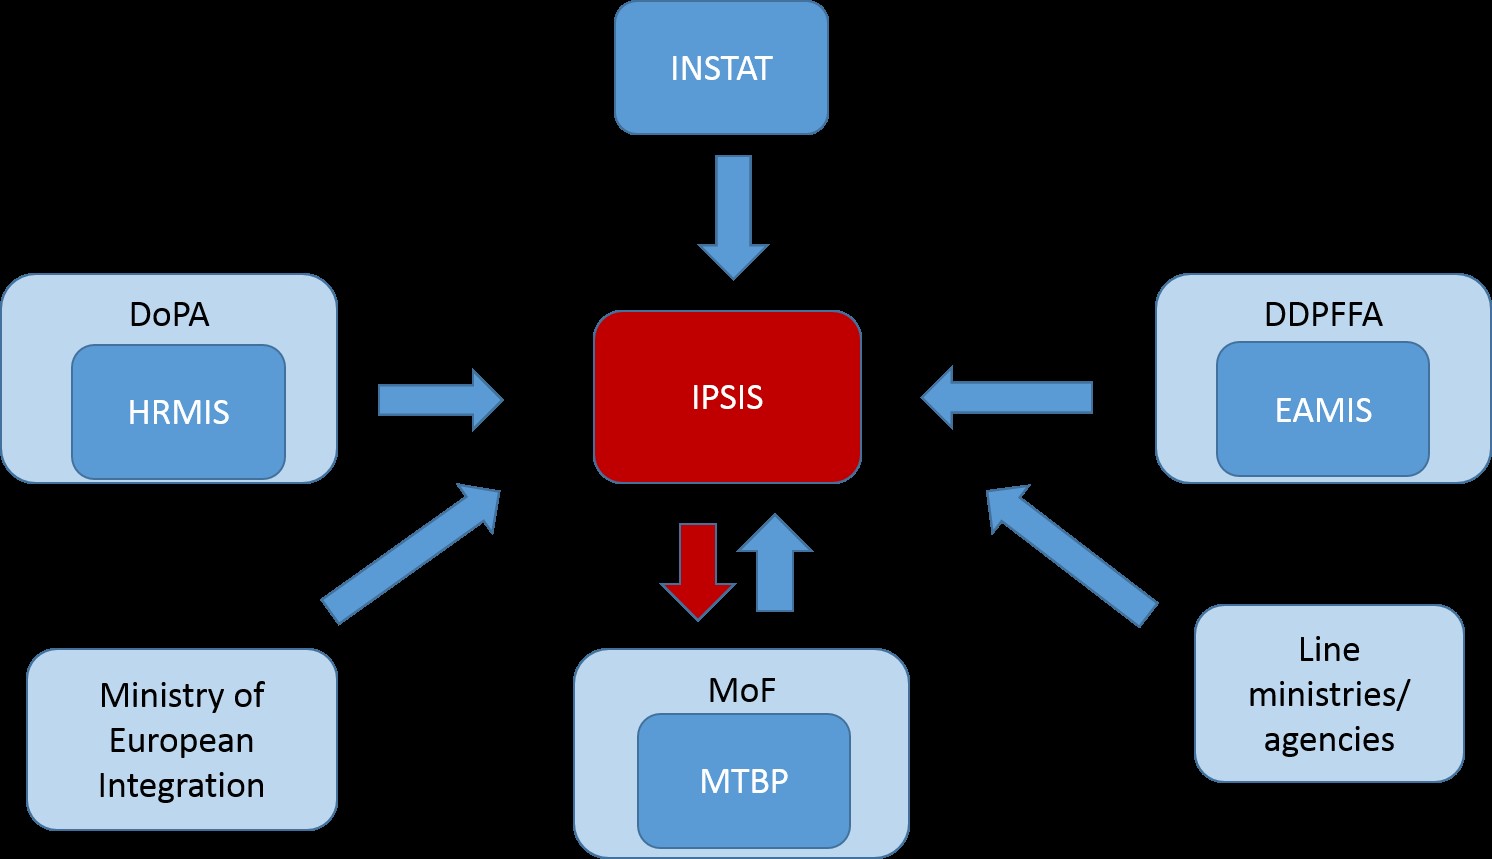 INSTAT
DoPA
HRMIS
IPSIS
DDPFFA
EAMIS
Ministry of
European
Integration
MoF
MTBP
Line
ministries/
agencies